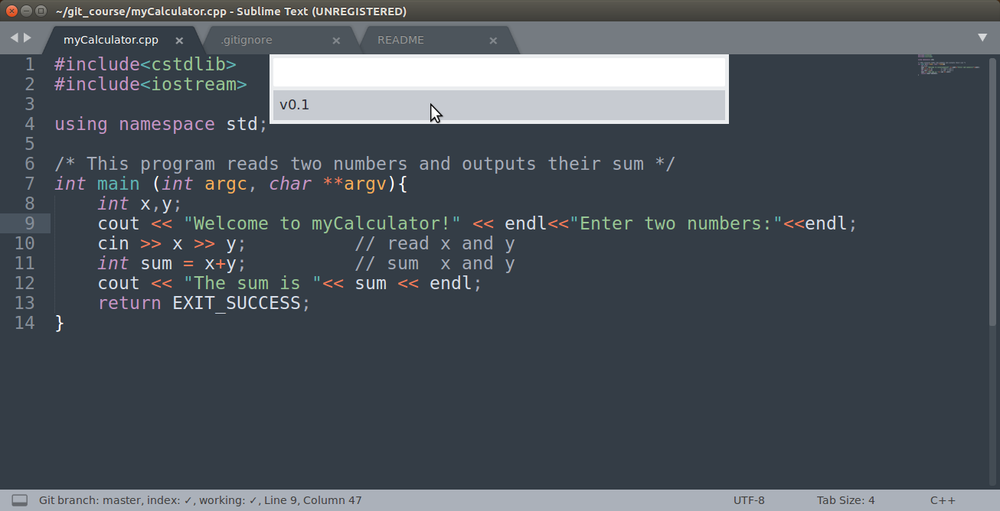 ~/git_course/myCalculator.cpp - Sublime Text (UNREGISTERED)
myCalculator.cpp × .gitignore × README ×
1 #include<cstdlib>
2 #include<iostream>
3
4 using namespace std;
5
6 /* This program reads two numbers and outputs their sum */
7 int main (int argc, char **argv){
8     int x,y;
9     cout << "Welcome to myCalculator!" << endl<<"Enter two numbers:"<<endl;
10     cin >> x >> y;          // read x and y
11     int sum = x+y;          // sum  x and y
12     cout << "The sum is "<< sum << endl;
13     return EXIT_SUCCESS;
14 }
v0.1
Git branch: master, index: ✓, working: ✓, Line 9, Column 47 UTF-8 Tab Size: 4 C++